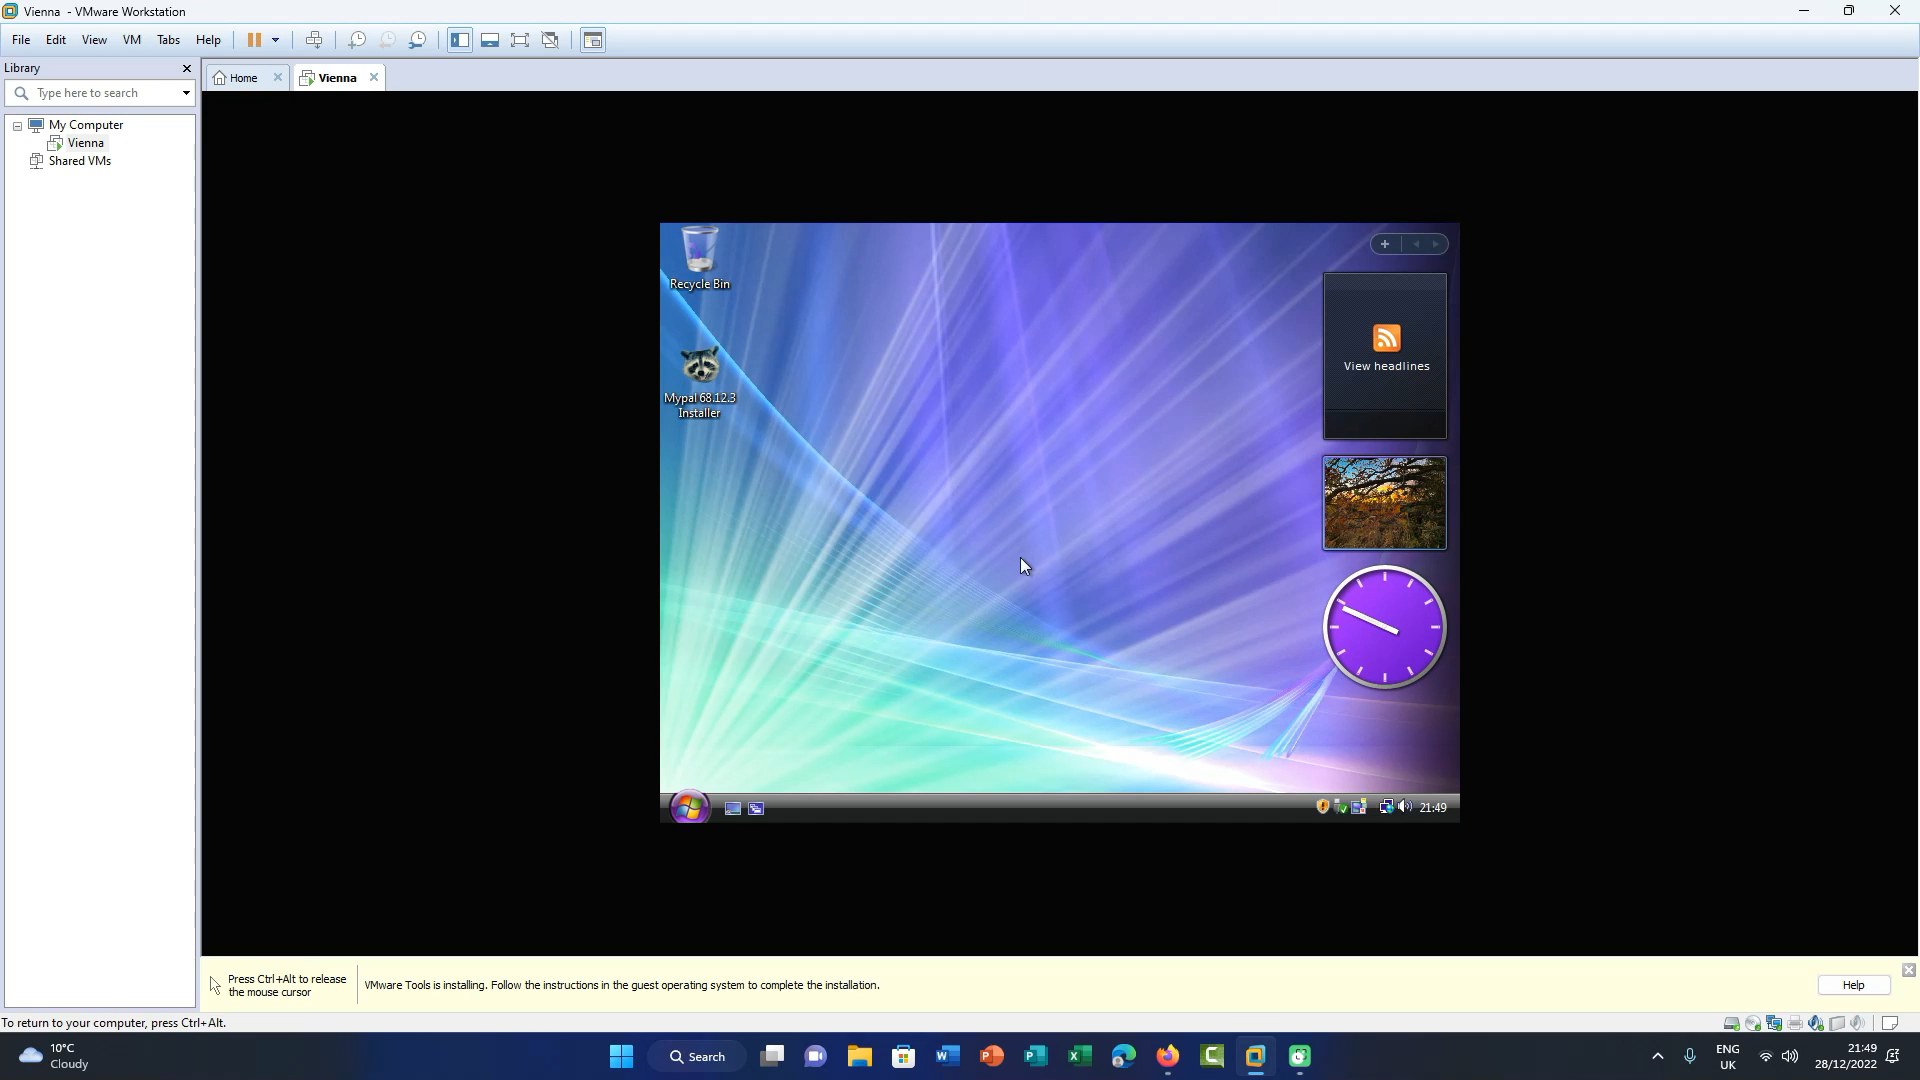 Vienna - VMware Workstation
File Edit View VM Tabs Help
Library
Home
Vienna
Type here to search
My Computer
Vienna
Shared VMs
Recycle Bin
View headlines
Mypal 68.12.3
Installer
21:49
Press Ctrl+Alt to release
the mouse cursor
VMware Tools is installing. Follow the instructions in the guest operating system to complete the installation.
Help
To return to your computer, press Ctrl+Alt.
10°C
Cloudy
Search
ENG
UK
21:49
28/12/2022